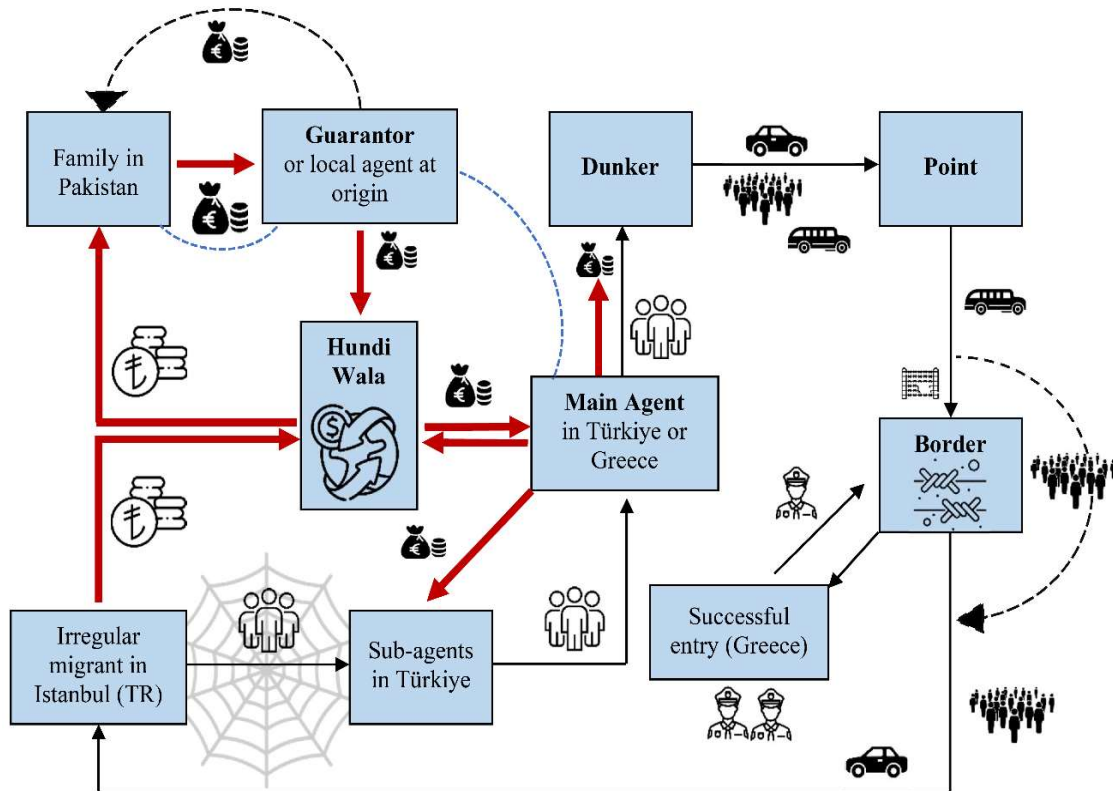 Family in
Pakistan
Guarantor
or local agent at
origin
Dunker
Point
Hundi
Wala
Main Agent
in Türkiye or
Greece
Border
Irregular
migrant in
Istanbul (TR)
Sub-agents
in Türkiye
Successful
entry (Greece)